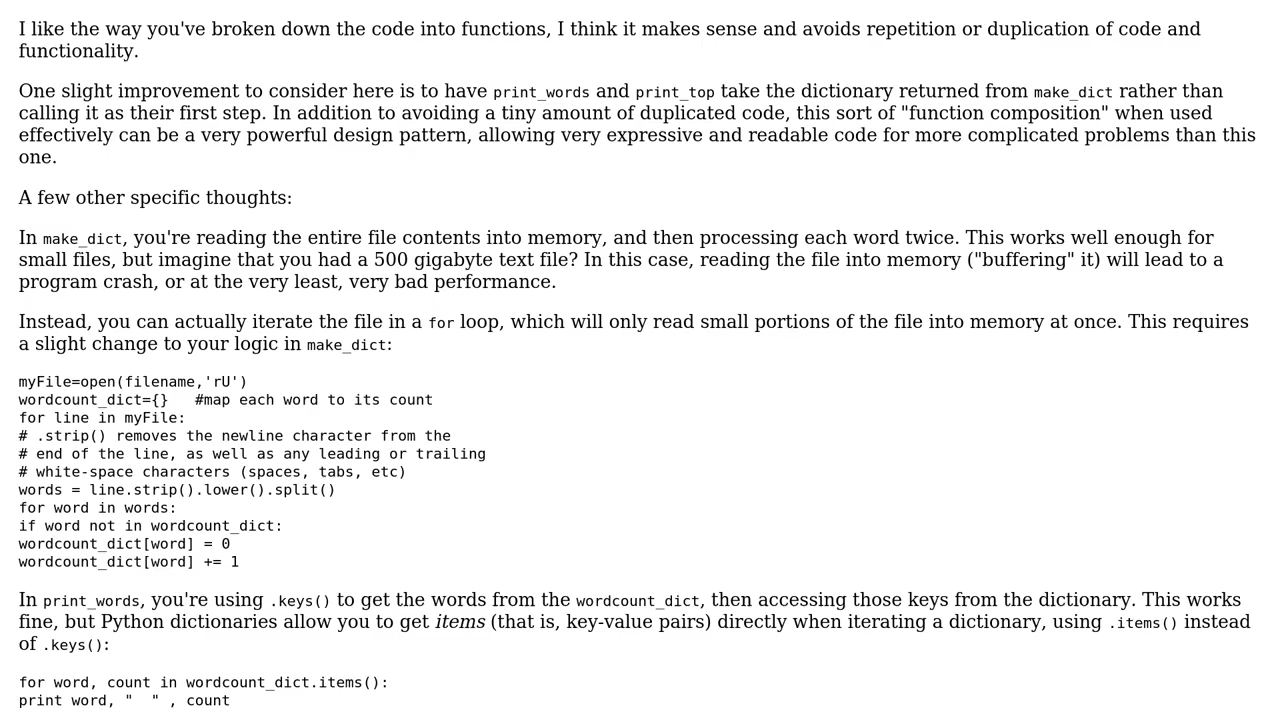 I like the way you've broken down the code into functions, I think it makes sense and avoids repetition or duplication of code and
functionality.
One slight improvement to consider here is to have print_words and print_top take the dictionary returned from make_dict rather than
calling it as their first step. In addition to avoiding a tiny amount of duplicated code, this sort of "function composition" when used
effectively can be a very powerful design pattern, allowing very expressive and readable code for more complicated problems than this
one.
A few other specific thoughts:
In make_dict, you're reading the entire file contents into memory, and then processing each word twice. This works well enough for
small files, but imagine that you had a 500 gigabyte text file? In this case, reading the file into memory ("buffering" it) will lead to a
program crash, or at the very least, very bad performance.
Instead, you can actually iterate the file in a for loop, which will only read small portions of the file into memory at once. This requires
a slight change to your logic in make_dict:
myFile=open(filename,'rU')
wordcount_dict={}   #map each word to its count
for line in myFile:
# .strip() removes the newline character from the
# end of the line, as well as any leading or trailing
# white-space characters (spaces, tabs, etc)
words = line.strip().lower().split()
for word in words:
if word not in wordcount_dict:
wordcount_dict[word] = 0
wordcount_dict[word] += 1
In print_words, you're using .keys() to get the words from the wordcount_dict, then accessing those keys from the dictionary. This works
fine, but Python dictionaries allow you to get items (that is, key-value pairs) directly when iterating a dictionary, using .items() instead
of .keys():
for word, count in wordcount_dict.items():
print word, "  " , count